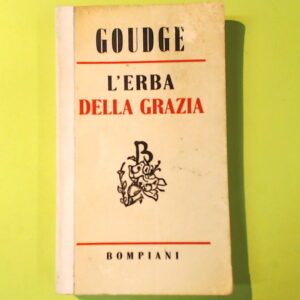 GOUDGE
L'ERBA
DELLA GRAZIA
B
BOMPIANI